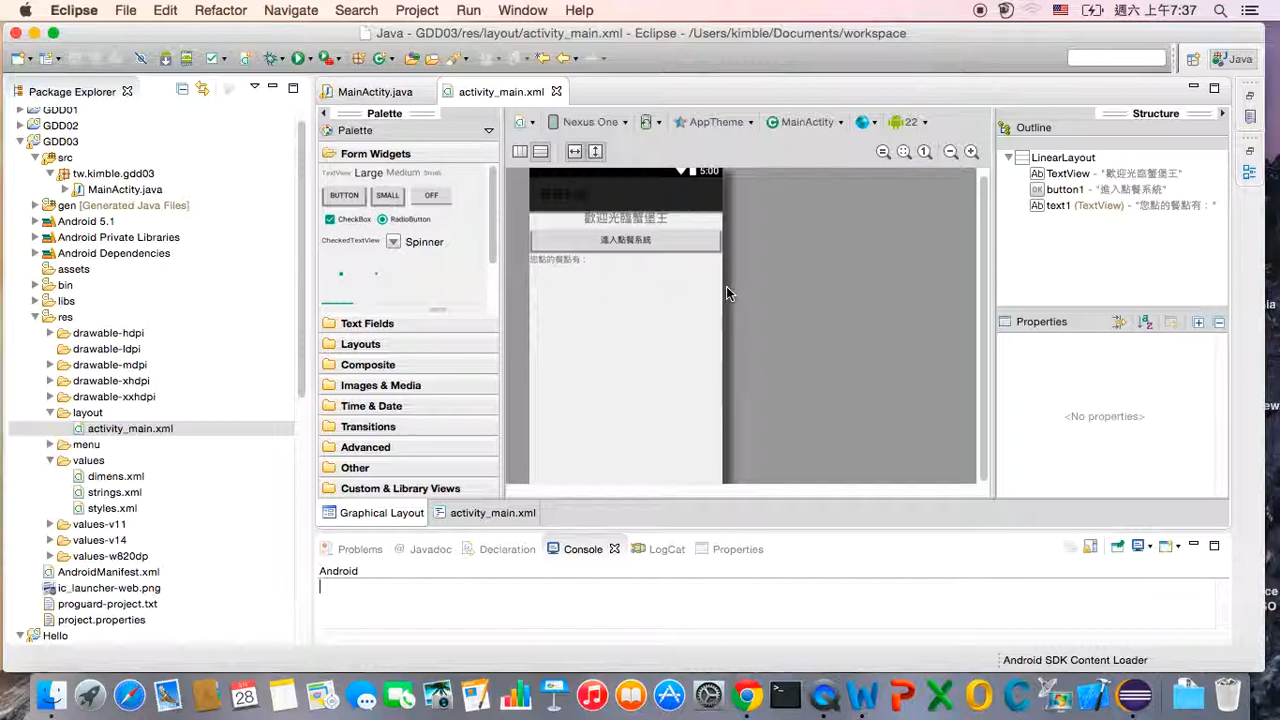 Eclipse File Edit Refactor Navigate Search Project Run Window Help 週六 上午7:37
Java - GDD03/res/layout/activity_main.xml - Eclipse - /Users/kimble/Documents/workspace
Java
Package Explorer
GDD01
GDD02
GDD03
src
tw.kimble.gdd03
MainActity.java
gen [Generated Java Files]
Android 5.1
Android Private Libraries
Android Dependencies
assets
bin
libs
res
drawable-hdpi
drawable-ldpi
drawable-mdpi
drawable-xhdpi
drawable-xxhdpi
layout
activity_main.xml
menu
values
dimens.xml
strings.xml
styles.xml
values-v11
values-v14
values-w820dp
AndroidManifest.xml
ic_launcher-web.png
proguard-project.txt
project.properties
Hello
MainActity.java activity_main.xml
Palette
Palette
Form Widgets
TextView Large Medium Small
BUTTON SMALL OFF
CheckBox RadioButton
CheckedTextView Spinner
Text Fields
Layouts
Composite
Images & Media
Time & Date
Transitions
Advanced
Other
Custom & Library Views
Nexus One AppTheme MainActity 22
5:00
歡迎光臨蟹堡王
進入點餐系統
您點的餐點有：
Graphical Layout activity_main.xml
Structure
Outline
LinearLayout
TextView - "歡迎光臨蟹堡王"
button1 - "進入點餐系統"
text1 (TextView) - "您點的餐點有："
Properties
<No properties>
Problems Javadoc Declaration Console LogCat Properties
Android
Android SDK Content Loader
28